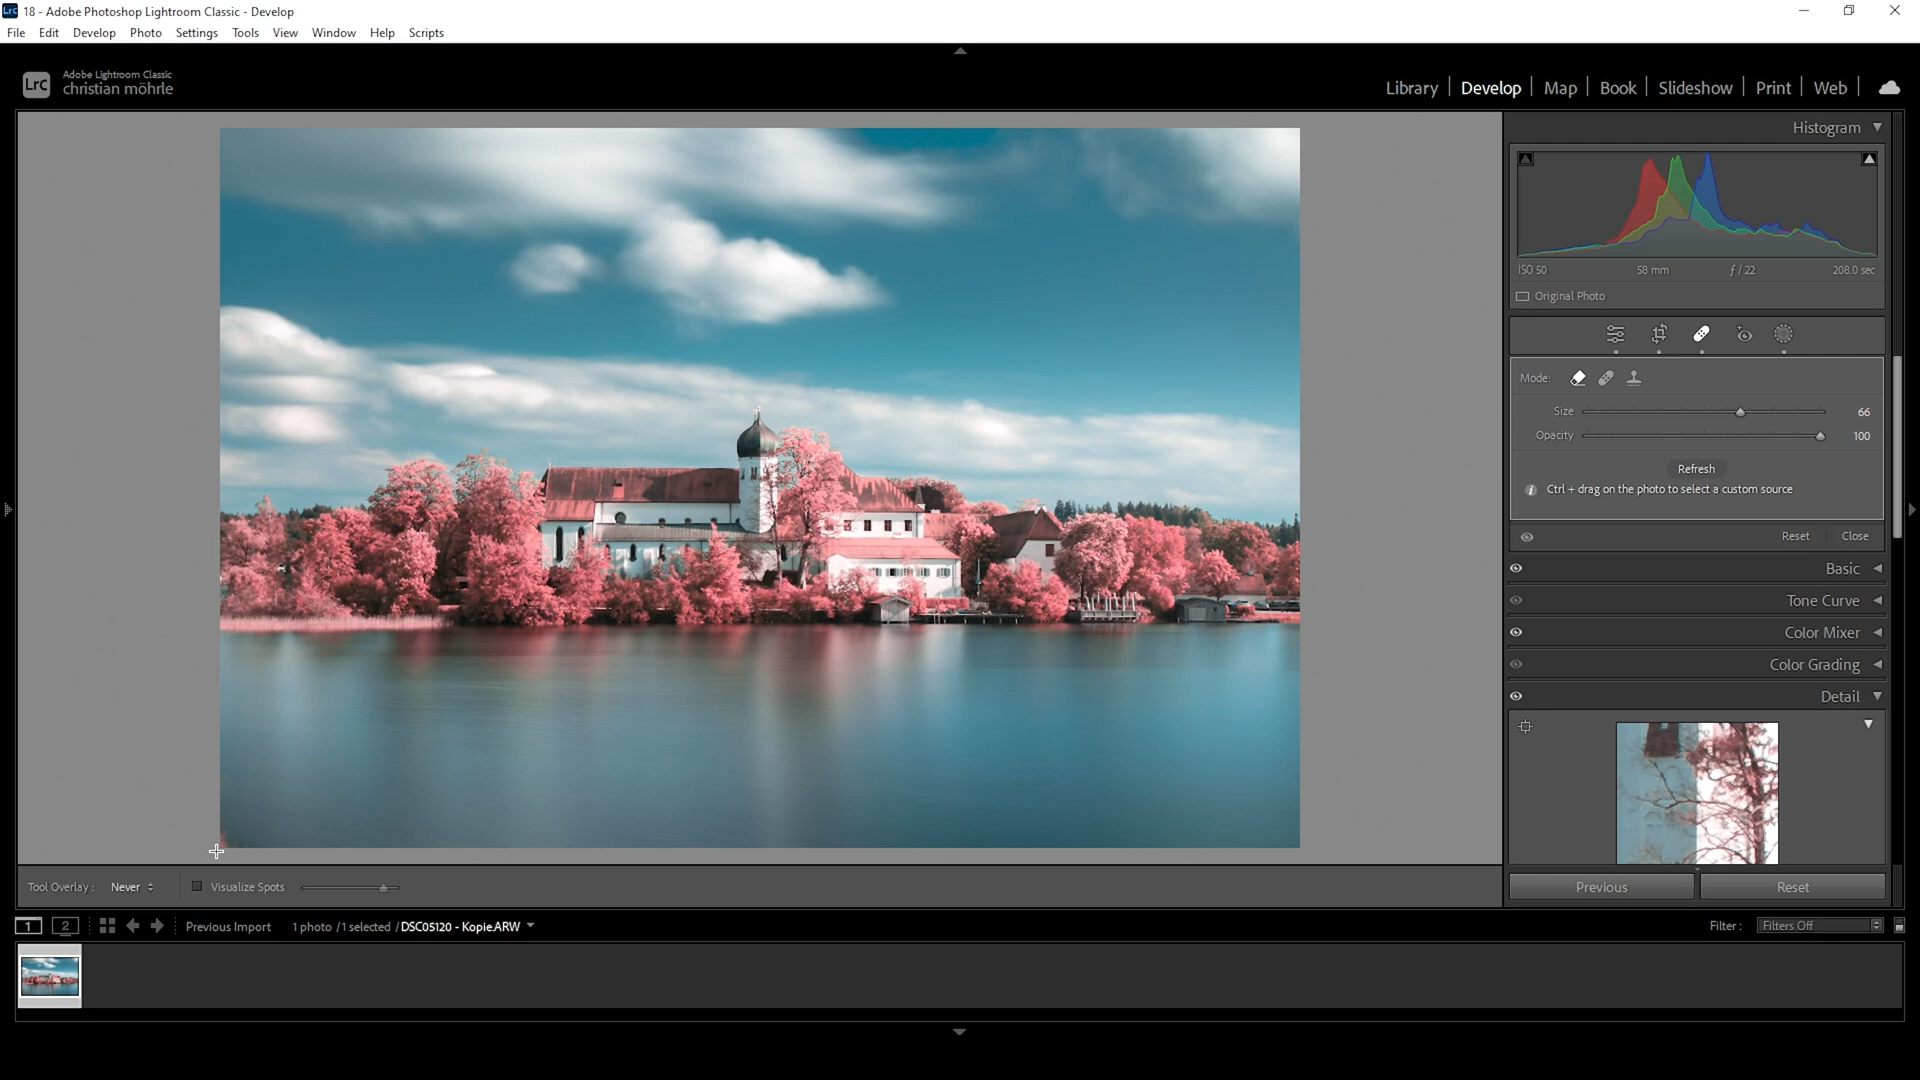 18 - Adobe Photoshop Lightroom Classic - Develop
File Edit Develop Photo Settings Tools View Window Help Scripts
Lrc
Adobe Lightroom Classic
christian möhrle
Library Develop Map Book Slideshow Print Web
Histogram
ISO 50 58 mm ƒ / 22 208.0 sec
Original Photo
Mode:
Size 66
Opacity 100
Refresh
Ctrl + drag on the photo to select a custom source
Reset Close
Basic
Tone Curve
Color Mixer
Color Grading
Detail
Tool Overlay : Never Visualize Spots
Previous Reset
1 2 Previous Import 1 photo / 1 selected / DSC05120 - Kopie.ARW Filter : Filters Off